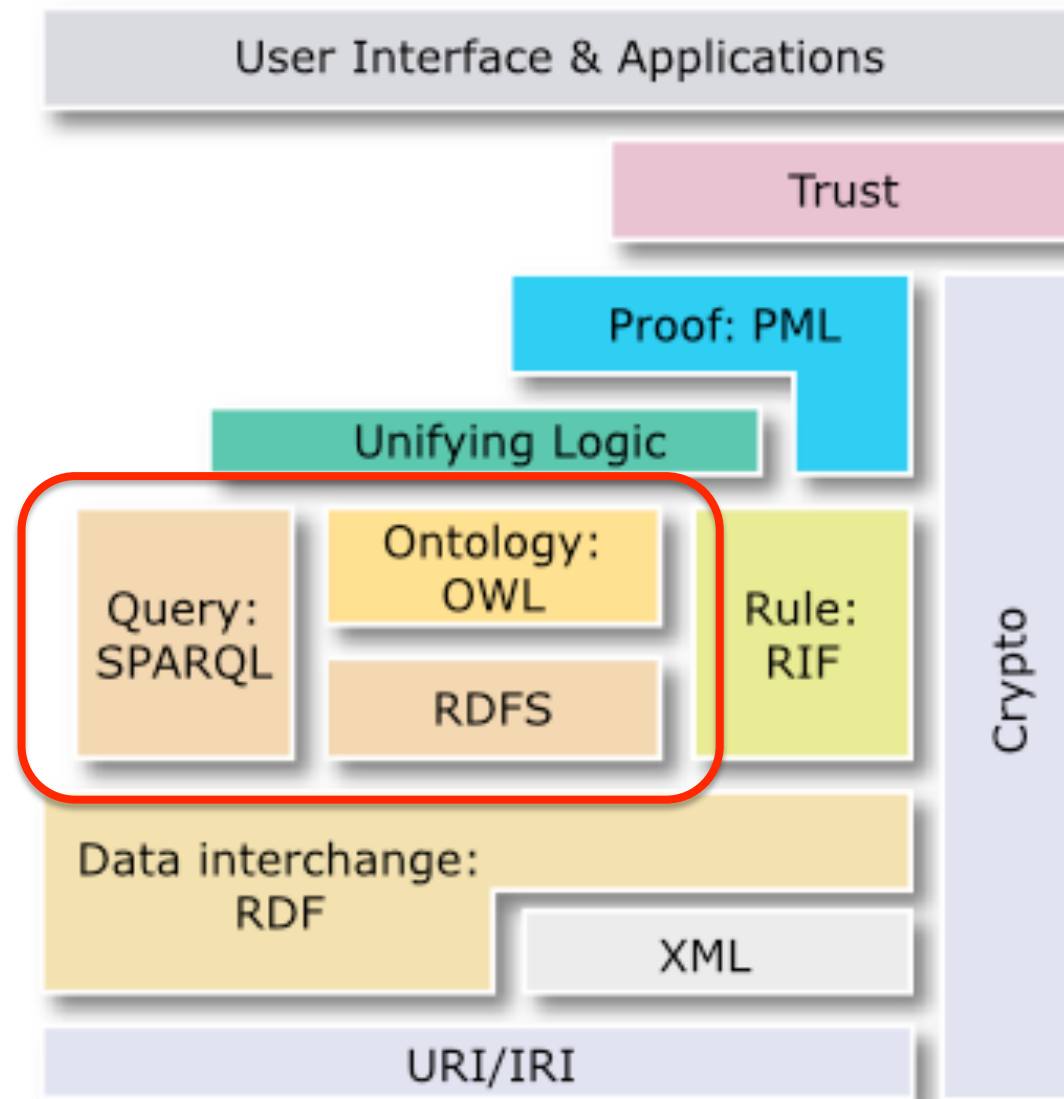 User Interface & Applications
Trust
Proof: PML
Unifying Logic
Query:
SPARQL
Ontology:
OWL
RDFS
Rule:
RIF
Crypto
Data interchange:
RDF
XML
URI/IRI